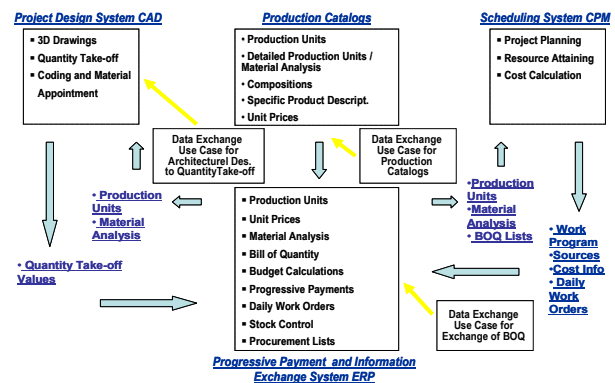 Project Design System CAD
Production Catalogs
Scheduling System CPM
▪ 3D Drawings
▪ Quantity Take-off
▪ Coding and Material
Appointment
• Production Units
• Detailed Production Units /
Material Analysis
• Compositions
• Specific Product Descript.
• Unit Prices
▪ Project Planning
▪ Resource Attaining
▪ Cost Calculation
Data Exchange
Use Case for
Architecturel Des.
to QuantityTake-off
Data Exchange
Use Case for
Production
Catalogs
• Production
Units
• Material
Analysis
▪ Production Units
▪ Unit Prices
▪ Material Analysis
▪ Bill of Quantity
▪ Budget Calculations
▪ Progressive Payments
▪ Daily Work Orders
▪ Stock Control
▪ Procurement Lists
•Production
Units
•Material
Analysis
• BOQ Lists
• Work
Program
• Sources
• Cost Info
• Daily
Work
Orders
• Quantity Take-off
Values
Data Exchange
Use Case for
Exchange of BOQ
Progressive Payment and Information
Exchange System ERP